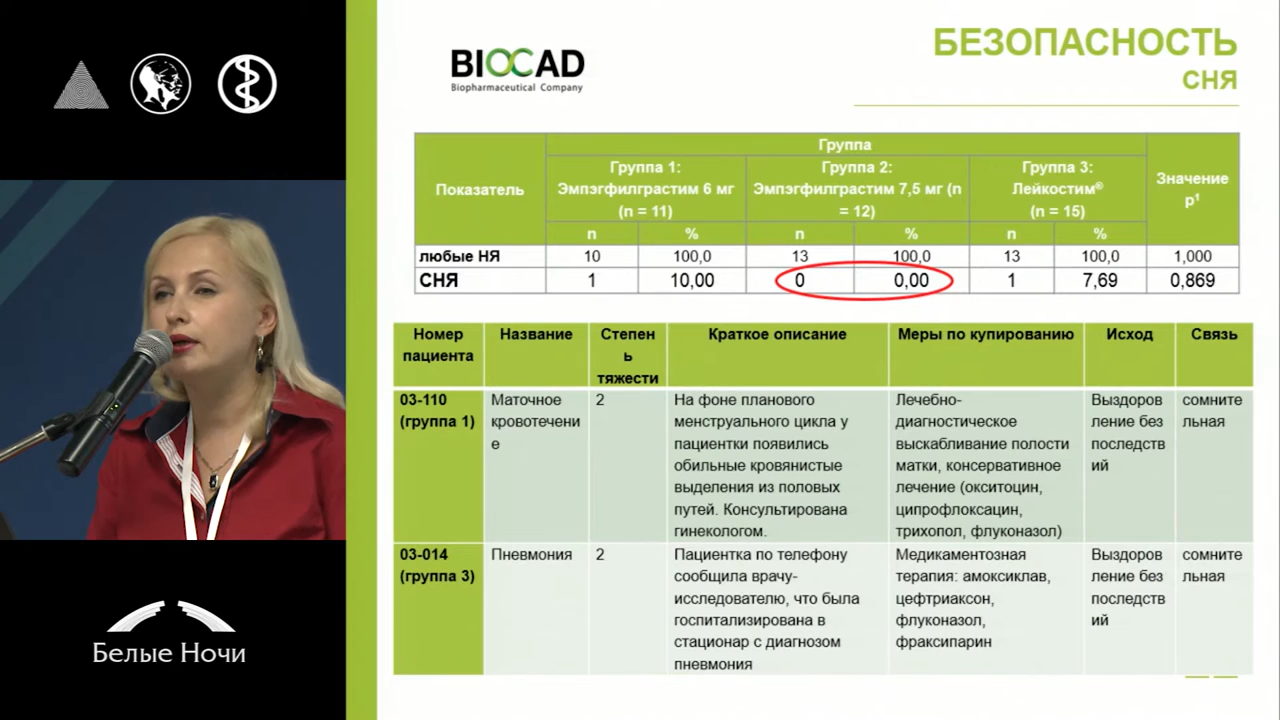 BIOCAD
Biopharmaceutical Company
БЕЗОПАСНОСТЬ
СНЯ
Показатель
Группа
Значение
p¹
Группа 1:
Эмпэгфилграстим 6 мг
(n = 11)
Группа 2:
Эмпэгфилграстим 7,5 мг (n
= 12)
Группа 3:
Лейкостим®
(n = 15)
n % n % n %
любые НЯ 10 100,0 13 100,0 13 100,0 1,000
СНЯ 1 10,00 0 0,00 1 7,69 0,869
Номер
пациента
Название
Степен
ь
тяжести
Краткое описание
Меры по купированию
Исход
Связь
03-110
(группа 1)
Маточное
кровотечени
е
2
На фоне планового
менструального цикла у
пациентки появились
обильные кровянистые
выделения из половых
путей. Консультирована
гинекологом.
Лечебно-
диагностическое
выскабливание полости
матки, консервативное
лечение (окситоцин,
ципрофлоксацин,
трихопол, флуконазол)
Выздоров
ление без
последств
ий
сомните
льная
03-014
(группа 3)
Пневмония
2
Пациентка по телефону
сообщила врачу-
исследователю, что была
госпитализирована в
стационар с диагнозом
пневмония
Медикаментозная
терапия: амоксиклав,
цефтриаксон,
флуконазол,
фраксипарин
Выздоров
ление без
последств
ий
сомните
льная
Белые Ночи